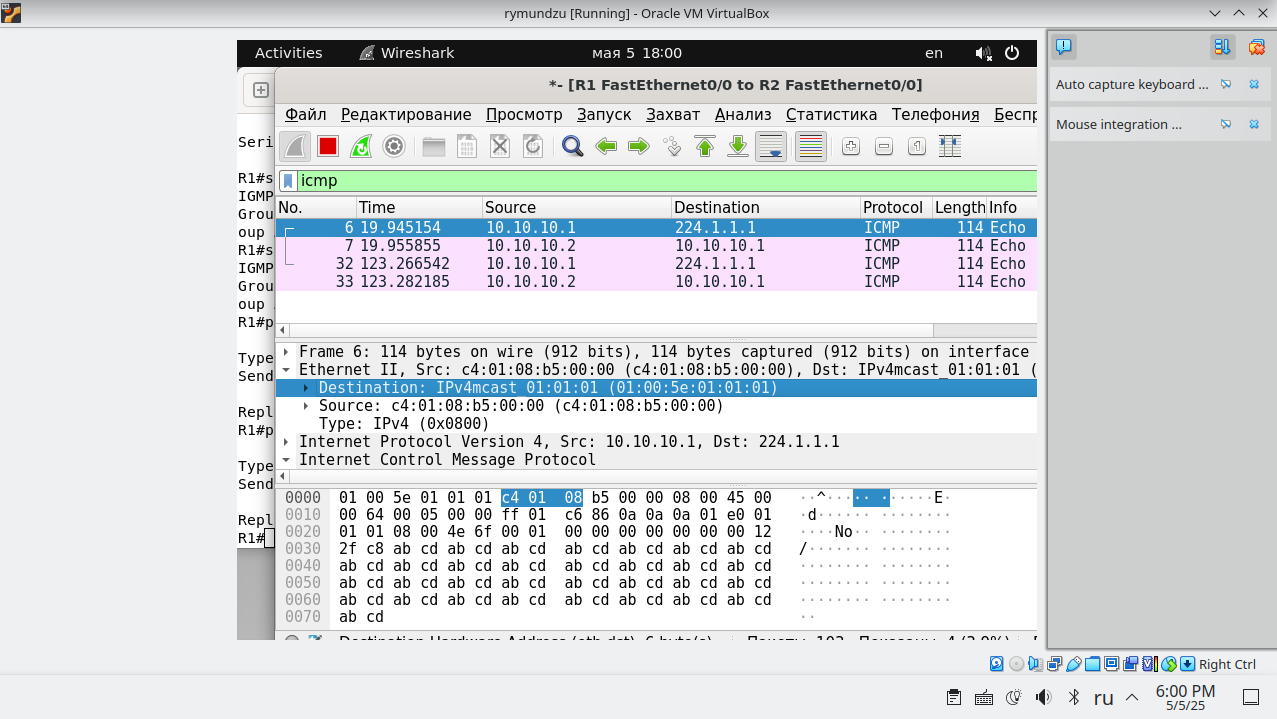 rymundzu [Running] - Oracle VM VirtualBox
Activities Wireshark мая 5 18:00 en
*- [R1 FastEthernet0/0 to R2 FastEthernet0/0]
Файл Редактирование Просмотр Запуск Захват Анализ Статистика Телефония Бесп
icmp
No. Time Source Destination Protocol Length Info
6 19.945154 10.10.10.1 224.1.1.1 ICMP 114 Echo
7 19.955855 10.10.10.2 10.10.10.1 ICMP 114 Echo
32 123.266542 10.10.10.1 224.1.1.1 ICMP 114 Echo
33 123.282185 10.10.10.2 10.10.10.1 ICMP 114 Echo
Frame 6: 114 bytes on wire (912 bits), 114 bytes captured (912 bits) on interface
Ethernet II, Src: c4:01:08:b5:00:00 (c4:01:08:b5:00:00), Dst: IPv4mcast_01:01:01 (
Destination: IPv4mcast_01:01:01 (01:00:5e:01:01:01)
Source: c4:01:08:b5:00:00 (c4:01:08:b5:00:00)
Type: IPv4 (0x0800)
Internet Protocol Version 4, Src: 10.10.10.1, Dst: 224.1.1.1
Internet Control Message Protocol
0000 01 00 5e 01 01 01 c4 01 08 b5 00 00 08 00 45 00 ··^··· ·· ······E·
0010 00 64 00 05 00 00 ff 01 c6 86 0a 0a 0a 01 e0 01 ·d······ ········
0020 01 01 08 00 4e 6f 00 01 00 00 00 00 00 00 00 12 ····No·· ········
0030 2f c8 ab cd ab cd ab cd ab cd ab cd ab cd ab cd /······· ········
0040 ab cd ab cd ab cd ab cd ab cd ab cd ab cd ab cd ········ ········
0050 ab cd ab cd ab cd ab cd ab cd ab cd ab cd ab cd ········ ········
0060 ab cd ab cd ab cd ab cd ab cd ab cd ab cd ab cd ········ ········
0070 ab cd ··
Destination Hardware Address (eth.dst), 6 byte(s) Пакеты: 103 · Показаны: 4 (3.9%)
Seri
R1#s
IGMP
Grou
oup
R1#s
IGMP
Grou
oup
R1#p
Type
Send
Repl
R1#p
Type
Send
Repl
R1#
Auto capture keyboard ...
Mouse integration ...
Right Ctrl
ru 6:00 PM
5/5/25